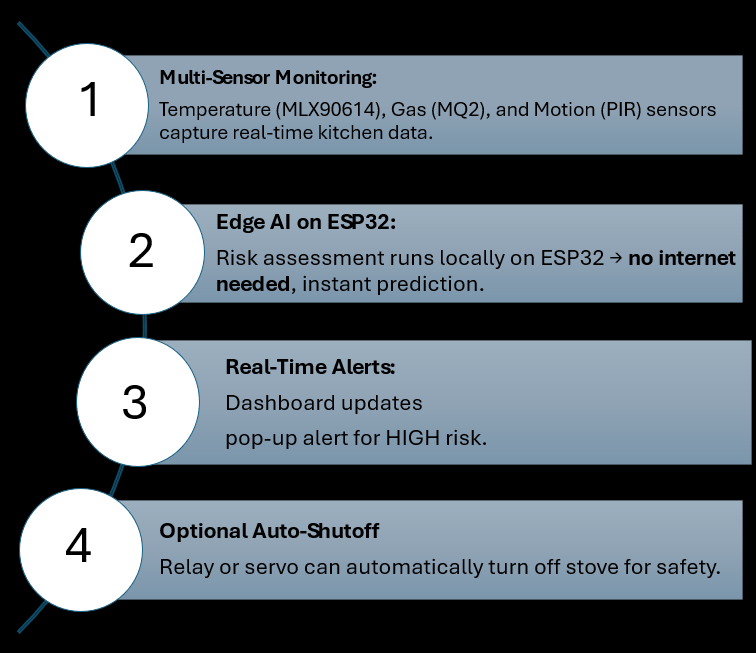 1
Multi-Sensor Monitoring:
Temperature (MLX90614), Gas (MQ2), and Motion (PIR) sensors
capture real-time kitchen data.
2
Edge AI on ESP32:
Risk assessment runs locally on ESP32 → no internet
needed, instant prediction.
3
Real-Time Alerts:
Dashboard updates
pop-up alert for HIGH risk.
4
Optional Auto-Shutoff
Relay or servo can automatically turn off stove for safety.